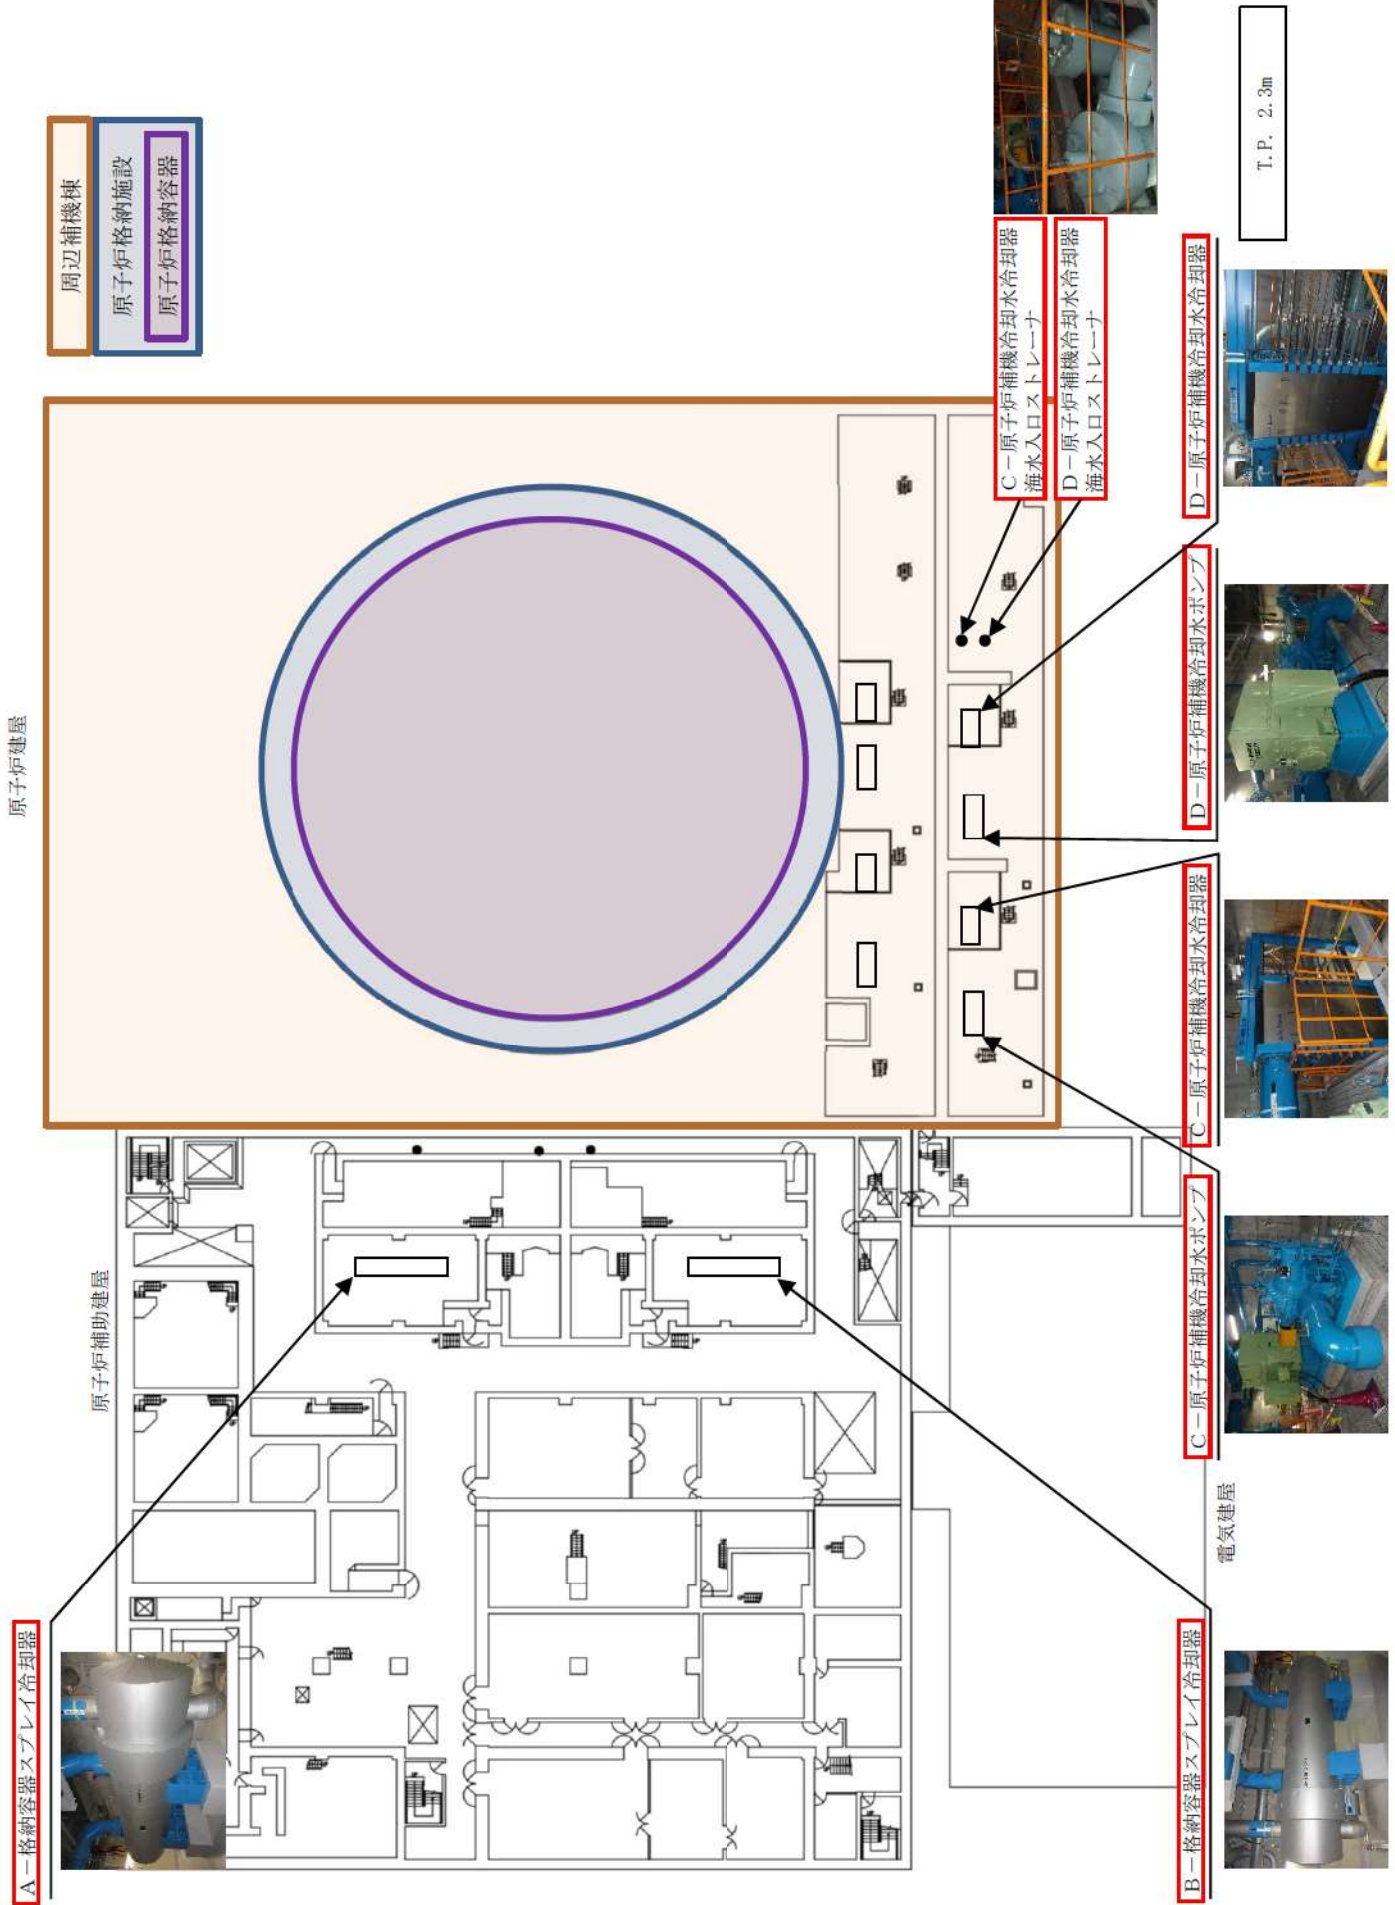 周辺補機棟
原子炉格納施設
原子炉格納容器
T.P. 2.3m
原子炉建屋
C－原子炉補機冷却水冷却器
海水入口ストレーナ
D－原子炉補機冷却水冷却器
海水入口ストレーナ
D－原子炉補機冷却水冷却器
D－原子炉補機冷却水ポンプ
C－原子炉補機冷却水冷却器
C－原子炉補機冷却水ポンプ
原子炉補助建屋
電気建屋
A－格納容器スプレイ冷却器
B－格納容器スプレイ冷却器